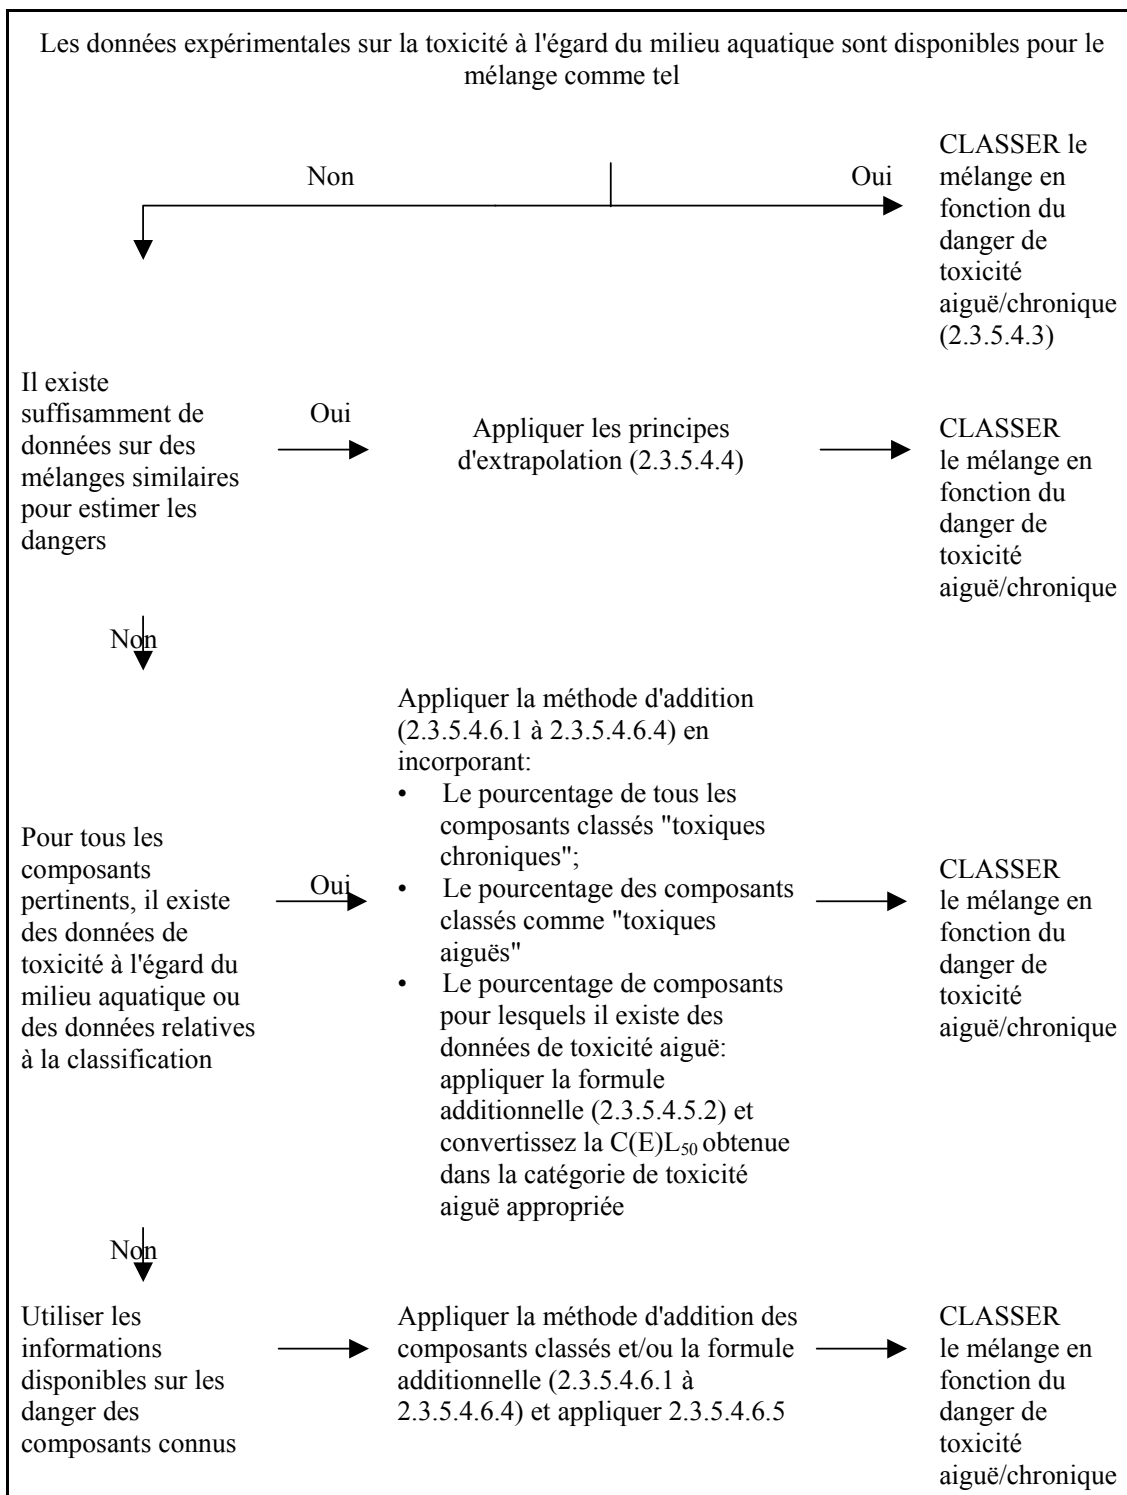 Les données expérimentales sur la toxicité à l'égard du milieu aquatique sont disponibles pour le
mélange comme tel
Non
Oui
CLASSER le
mélange en
fonction du
danger de
toxicité
aiguë/chronique
(2.3.5.4.3)
Il existe
suffisamment de
données sur des
mélanges similaires
pour estimer les
dangers
Oui
Appliquer les principes
d'extrapolation (2.3.5.4.4)
CLASSER
le mélange en
fonction du
danger de
toxicité
aiguë/chronique
Non
Pour tous les
composants
pertinents, il existe
des données de
toxicité à l'égard du
milieu aquatique ou
des données relatives
à la classification
Oui
Appliquer la méthode d'addition
(2.3.5.4.6.1 à 2.3.5.4.6.4) en
incorporant:
• Le pourcentage de tous les
composants classés "toxiques
chroniques";
• Le pourcentage des composants
classés comme "toxiques
aiguës"
• Le pourcentage de composants
pour lesquels il existe des
données de toxicité aiguë:
appliquer la formule
additionnelle (2.3.5.4.5.2) et
convertissez la C(E)L50 obtenue
dans la catégorie de toxicité
aiguë appropriée
CLASSER
le mélange en
fonction du
danger de
toxicité
aiguë/chronique
Non
Utiliser les
informations
disponibles sur les
danger des
composants connus
Appliquer la méthode d'addition des
composants classés et/ou la formule
additionnelle (2.3.5.4.6.1 à
2.3.5.4.6.4) et appliquer 2.3.5.4.6.5
CLASSER
le mélange en
fonction du
danger de
toxicité
aiguë/chronique